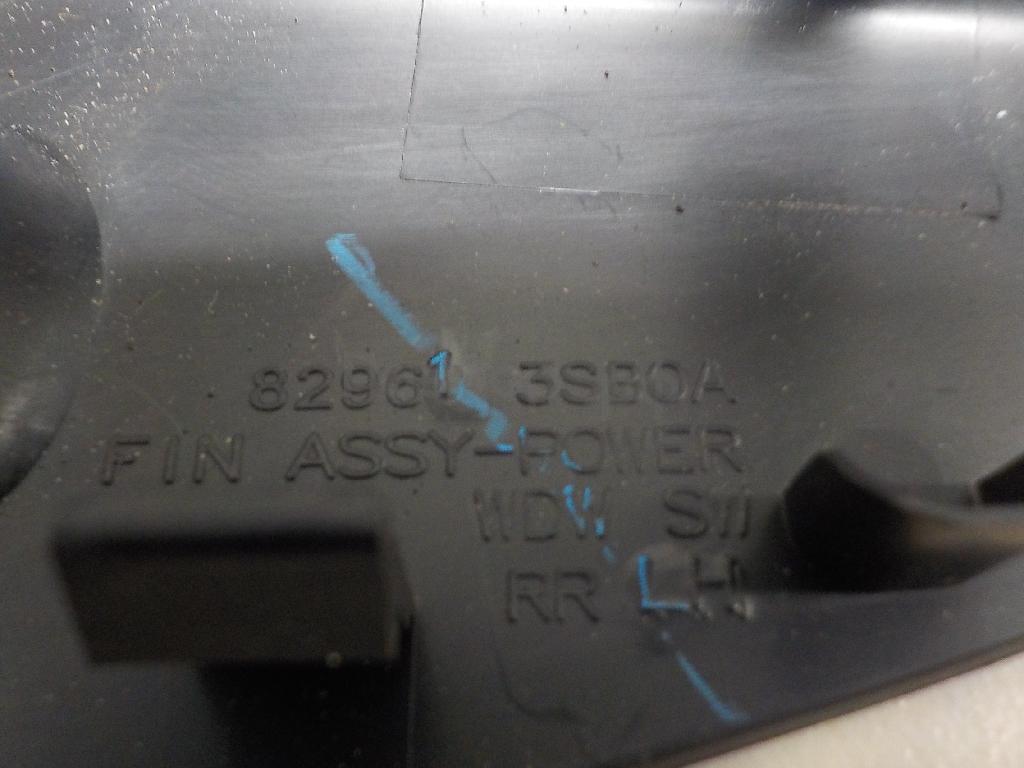 82961 3SB0A
FIN ASSY-POWER
WDW SW
RR LH